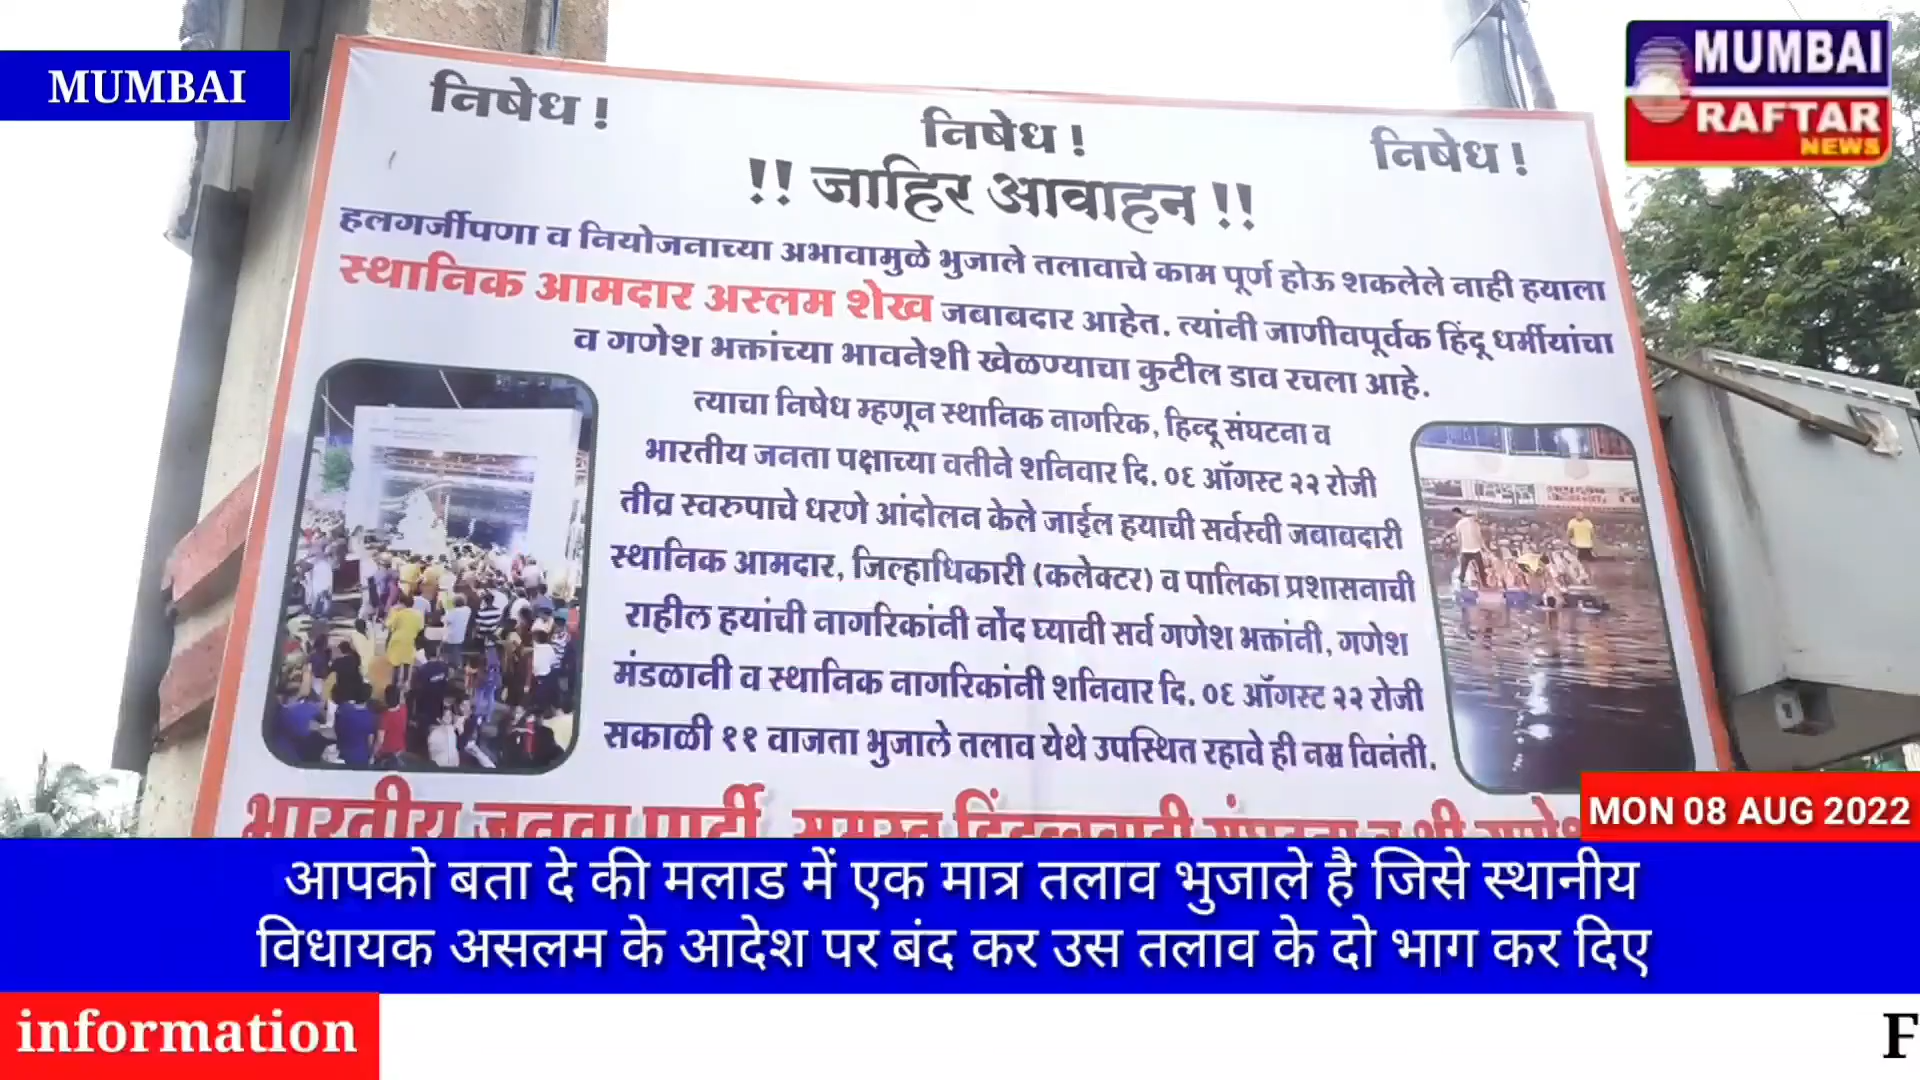 MUMBAI
MUMBAI
RAFTAR
NEWS
निषेध ! निषेध ! निषेध !
!! जाहिर आवाहन !!
हलगर्जीपणा व नियोजनाच्या अभावामुळे भुजाले तलावाचे काम पूर्ण होऊ शकलेले नाही हयाला
स्थानिक आमदार अस्लम शेख जबाबदार आहेत. त्यांनी जाणीवपूर्वक हिंदू धर्मीयांचा
व गणेश भक्तांच्या भावनेशी खेळण्याचा कुटील डाव रचला आहे.
त्याचा निषेध म्हणून स्थानिक नागरिक, हिन्दू संघटना व
भारतीय जनता पक्षाच्या वतीने शनिवार दि. ०६ ऑगस्ट २२ रोजी
तीव्र स्वरुपाचे धरणे आंदोलन केले जाईल हयाची सर्वस्वी जबाबदारी
स्थानिक आमदार, जिल्हाधिकारी (कलेक्टर) व पालिका प्रशासनाची
राहील हयांची नागरिकांनी नोंद घ्यावी सर्व गणेश भक्तांनी, गणेश
मंडळानी व स्थानिक नागरिकांनी शनिवार दि. ०६ ऑगस्ट २२ रोजी
सकाळी ११ वाजता भुजाले तलाव येथे उपस्थित रहावे ही नम्र विनंती.
भारतीय जनता पार्टी,
MON 08 AUG 2022
आपको बता दे की मलाड में एक मात्र तलाव भुजाले है जिसे स्थानीय
विधायक असलम के आदेश पर बंद कर उस तलाव के दो भाग कर दिए
information
F